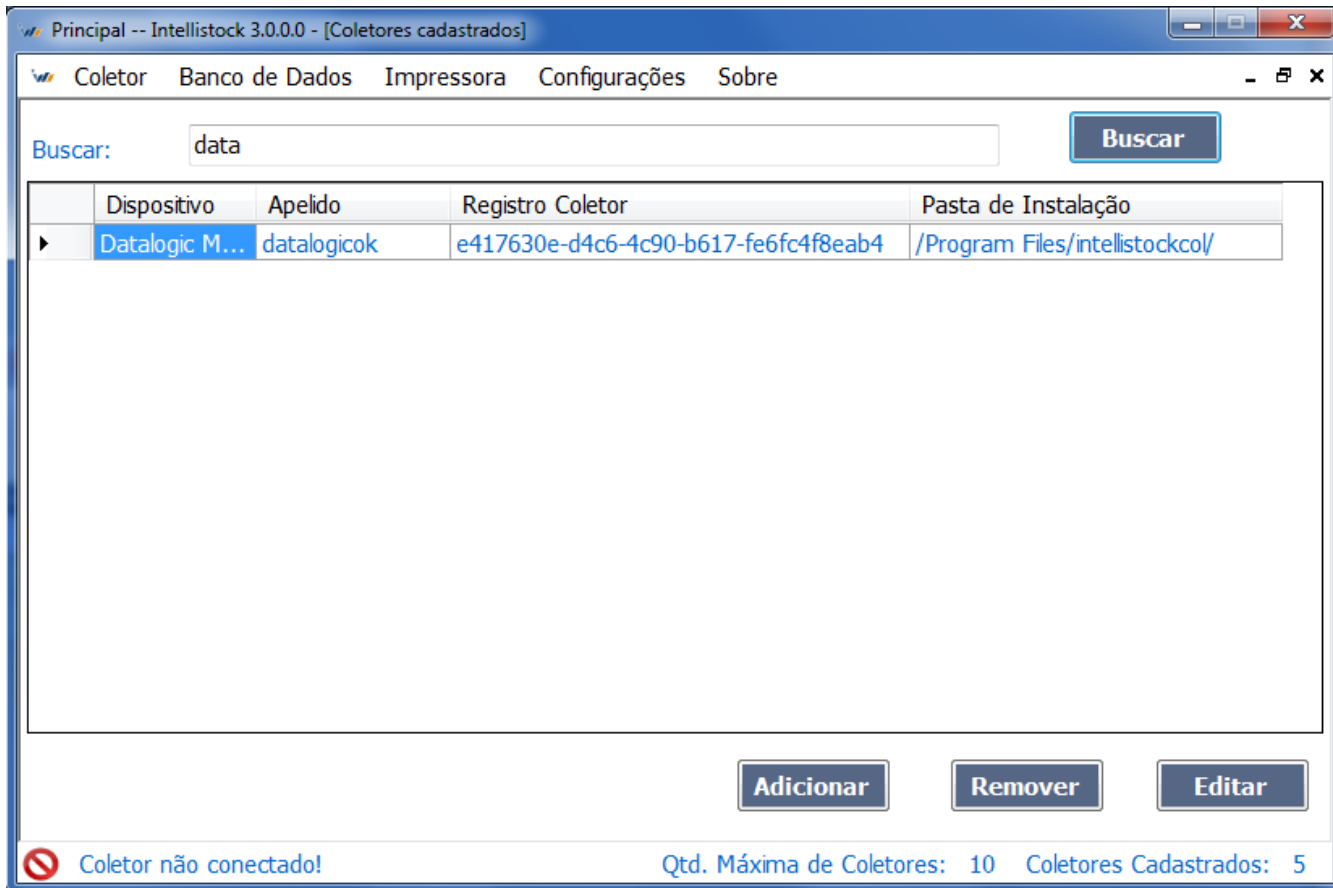 Principal -- Intellistock 3.0.0.0 - [Coletores cadastrados]
Coletor Banco de Dados Impressora Configurações Sobre
Buscar: data Buscar
Dispositivo Apelido Registro Coletor Pasta de Instalação
Datalogic M... datalogicok e417630e-d4c6-4c90-b617-fe6fc4f8eab4 /Program Files/intellistockcol/
Adicionar Remover Editar
Coletor não conectado! Qtd. Máxima de Coletores: 10 Coletores Cadastrados: 5